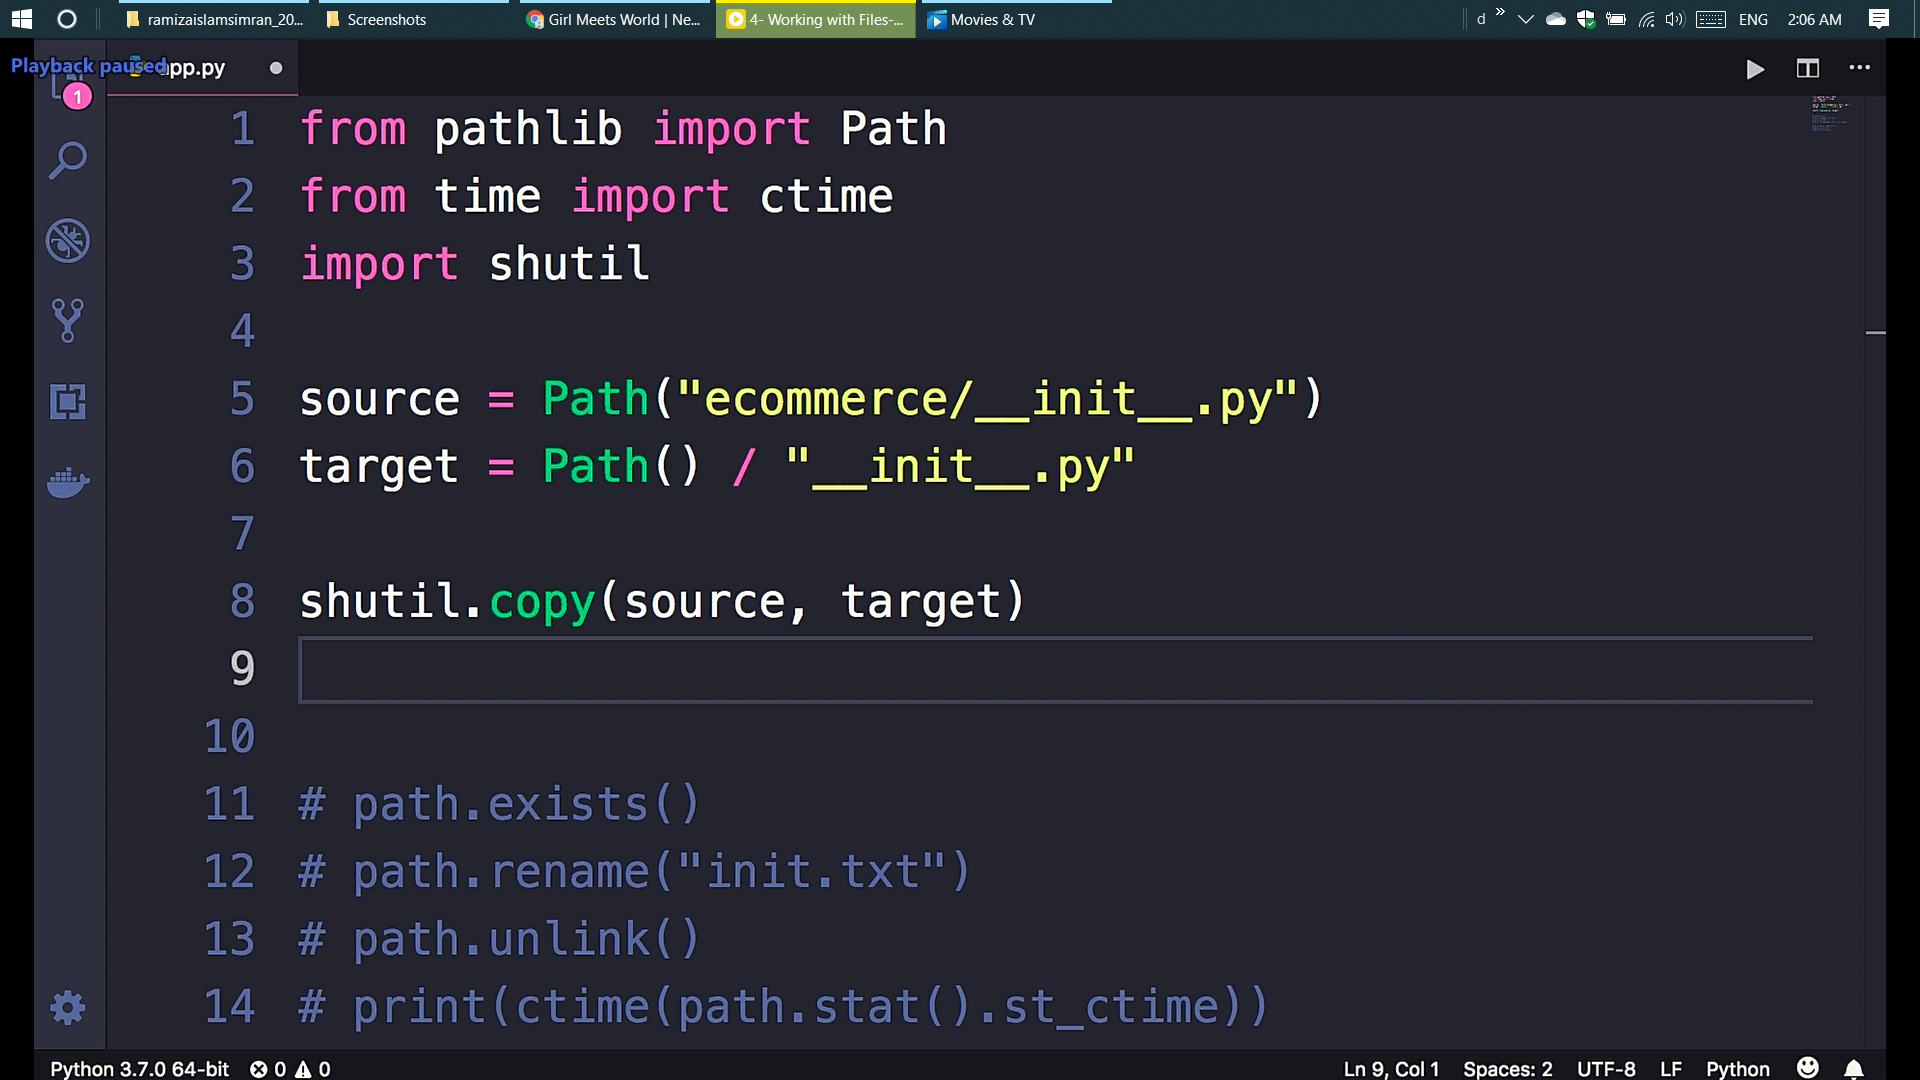 ramizaislamsimran_20...
Screenshots
Girl Meets World | Ne...
4- Working with Files-...
Movies & TV
d
»
ENG
2:06 AM
Playback paused
app.py
1
1 from pathlib import Path
2 from time import ctime
3 import shutil
4
5 source = Path("ecommerce/__init__.py")
6 target = Path() / "__init__.py"
7
8 shutil.copy(source, target)
9
10
11 # path.exists()
12 # path.rename("init.txt")
13 # path.unlink()
14 # print(ctime(path.stat().st_ctime))
Python 3.7.0 64-bit 0 0 Ln 9, Col 1 Spaces: 2 UTF-8 LF Python